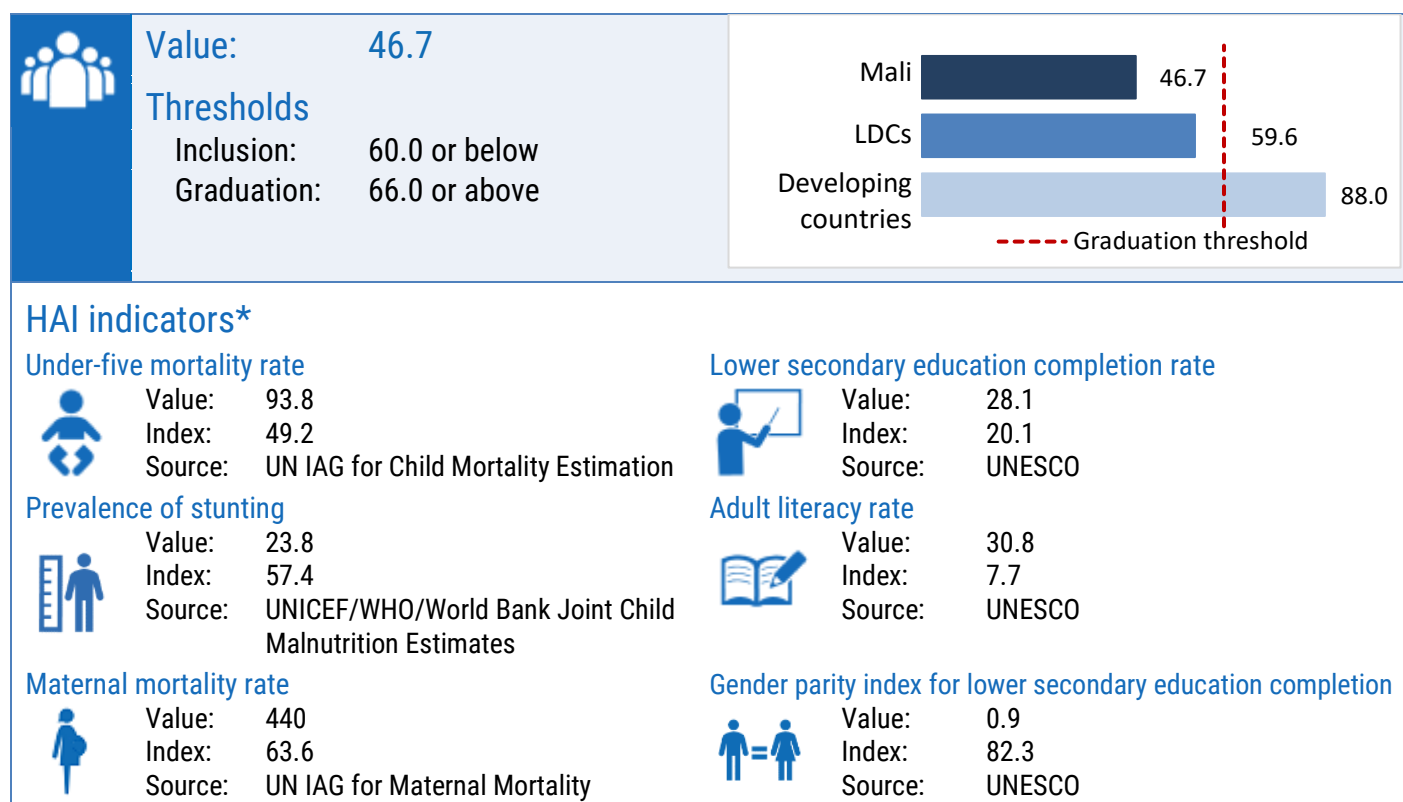 Value: 46.7
Thresholds
Inclusion: 60.0 or below
Graduation: 66.0 or above
Mali 46.7
LDCs 59.6
Developing
countries 88.0
Graduation threshold
HAI indicators*
Under-five mortality rate
Value: 93.8
Index: 49.2
Source: UN IAG for Child Mortality Estimation
Prevalence of stunting
Value: 23.8
Index: 57.4
Source: UNICEF/WHO/World Bank Joint Child
Malnutrition Estimates
Maternal mortality rate
Value: 440
Index: 63.6
Source: UN IAG for Maternal Mortality
Lower secondary education completion rate
Value: 28.1
Index: 20.1
Source: UNESCO
Adult literacy rate
Value: 30.8
Index: 7.7
Source: UNESCO
Gender parity index for lower secondary education completion
Value: 0.9
Index: 82.3
Source: UNESCO